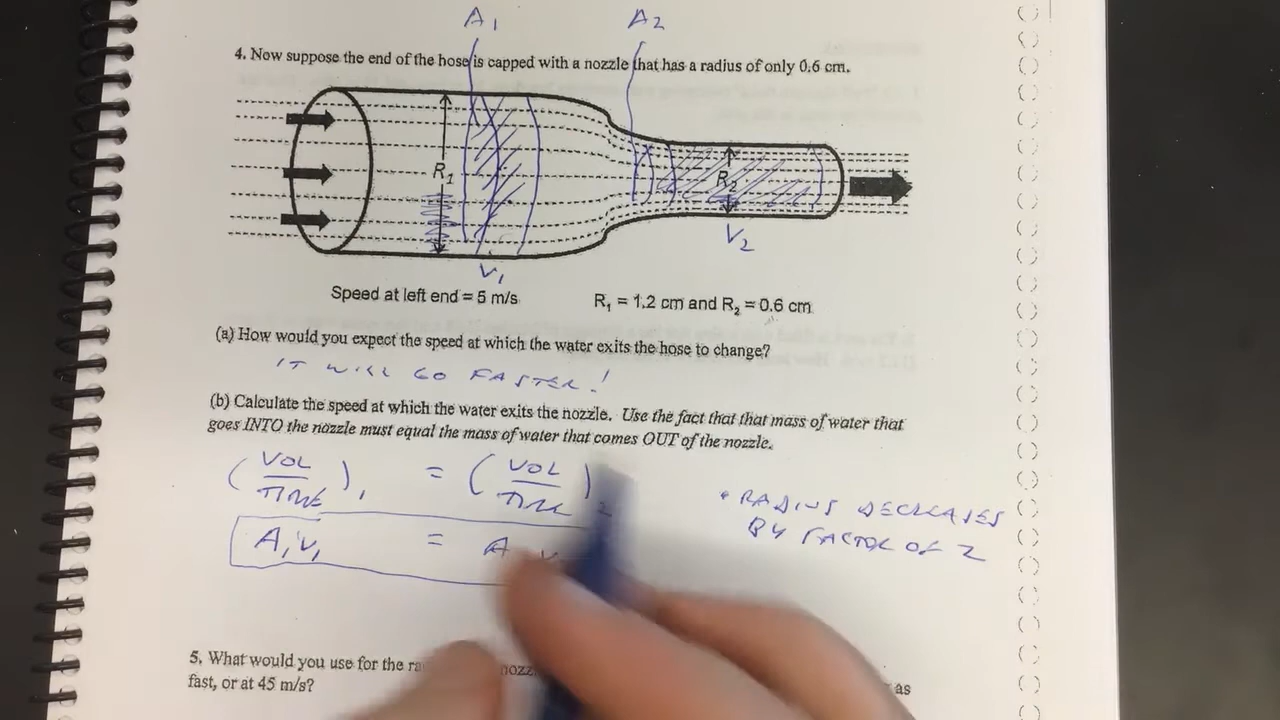 A1 A2
4. Now suppose the end of the hose is capped with a nozzle that has a radius of only 0.6 cm.
R1
R2
V2
V1
Speed at left end = 5 m/s R1 = 1.2 cm and R2 = 0.6 cm
(a) How would you expect the speed at which the water exits the hose to change?
IT WILL GO FASTER!
(b) Calculate the speed at which the water exits the nozzle. Use the fact that that mass of water that
goes INTO the nozzle must equal the mass of water that comes OUT of the nozzle.
(VOL/TIME)1 = (VOL/TIME)2
• RADIUS DECREASES
BY FACTOR OF 2
A1V1 = A V
5. What would you use for the nozz as
fast, or at 45 m/s?